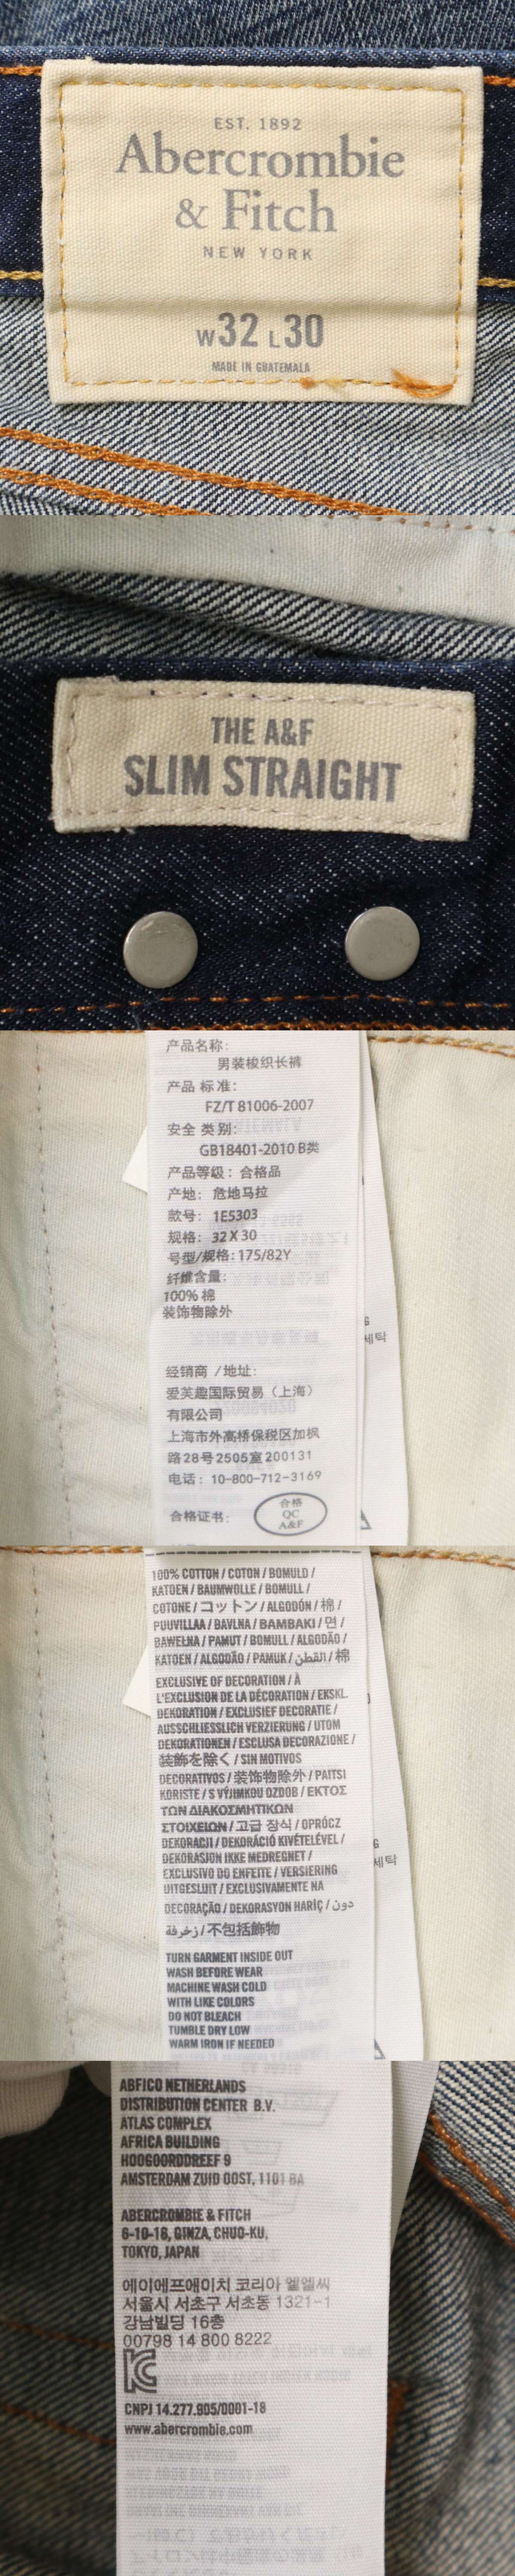 EST. 1892
Abercrombie
& Fitch
NEW YORK
W32 L30
MADE IN GUATEMALA
THE A&F
SLIM STRAIGHT
产品名称:
男装梭织长裤
产品 标准:
FZ/T 81006-2007
安全 类别:
GB18401-2010 B类
产品等级: 合格品
产地: 危地马拉
款号: 1E5303
规格: 32 X 30
号型/规格: 175/82Y
纤维含量:
100% 棉
装饰物除外
经销商 /地址:
爱芙趣国际贸易（上海）
有限公司
上海市外高桥保税区加枫
路28号2505室 200131
电话: 10-800-712-3169
合格证书:
合格
QC
A&F
G
세탁
100% COTTON / COTON / BOMULD /
KATOEN / BAUMWOLLE / BOMULL /
COTONE / コットン / ALGODÓN / 棉 /
PUUVILLAA / BAVLNA / BAMBAKI / 면 /
BAWEŁNA / PAMUT / BOMULL / ALGODÃO /
KATOEN / ALGODÃO / PAMUK / القطن / 棉
EXCLUSIVE OF DECORATION / À
L'EXCLUSION DE LA DÉCORATION / EKSKL.
DEKORATION / EXCLUSIEF DECORATIE /
AUSSCHLIESSLICH VERZIERUNG / UTOM
DEKORATIONEN / ESCLUSA DECORAZIONE /
装飾を除く / SIN MOTIVOS
DECORATIVOS / 装饰物除外 / PAITSI
KORISTE / S VÝJIMKOU OZDOB / ΕΚΤΟΣ
ΤΩΝ ΔΙΑΚΟΣΜΗΤΙΚΩΝ
ΣΤΟΙΧΕΙΩΝ / 고급 장식 / OPRÓCZ
DEKORACJI / DEKORÁCIÓ KIVÉTELÉVEL /
DEKORASJON IKKE MEDREGNET /
EXCLUSIVO DO ENFEITE / VERSIERING
UITGESLUIT / EXCLUSIVAMENTE NA
DECORAÇÃO / DEKORASYON HARİÇ / دون
زخرفة / 不包括飾物
TURN GARMENT INSIDE OUT
WASH BEFORE WEAR
MACHINE WASH COLD
WITH LIKE COLORS
DO NOT BLEACH
TUMBLE DRY LOW
WARM IRON IF NEEDED
G
세탁
ABFICO NETHERLANDS
DISTRIBUTION CENTER B.V.
ATLAS COMPLEX
AFRICA BUILDING
HOOGOORDDREEF 9
AMSTERDAM ZUID OOST, 1101 BA
ABERCROMBIE & FITCH
6-10-16, GINZA, CHUO-KU,
TOKYO, JAPAN
에이에프에이치 코리아 엘엘씨
서울시 서초구 서초동 1321-1
강남빌딩 16층
00798 14 800 8222
CNPJ 14.277.905/0001-18
www.abercrombie.com